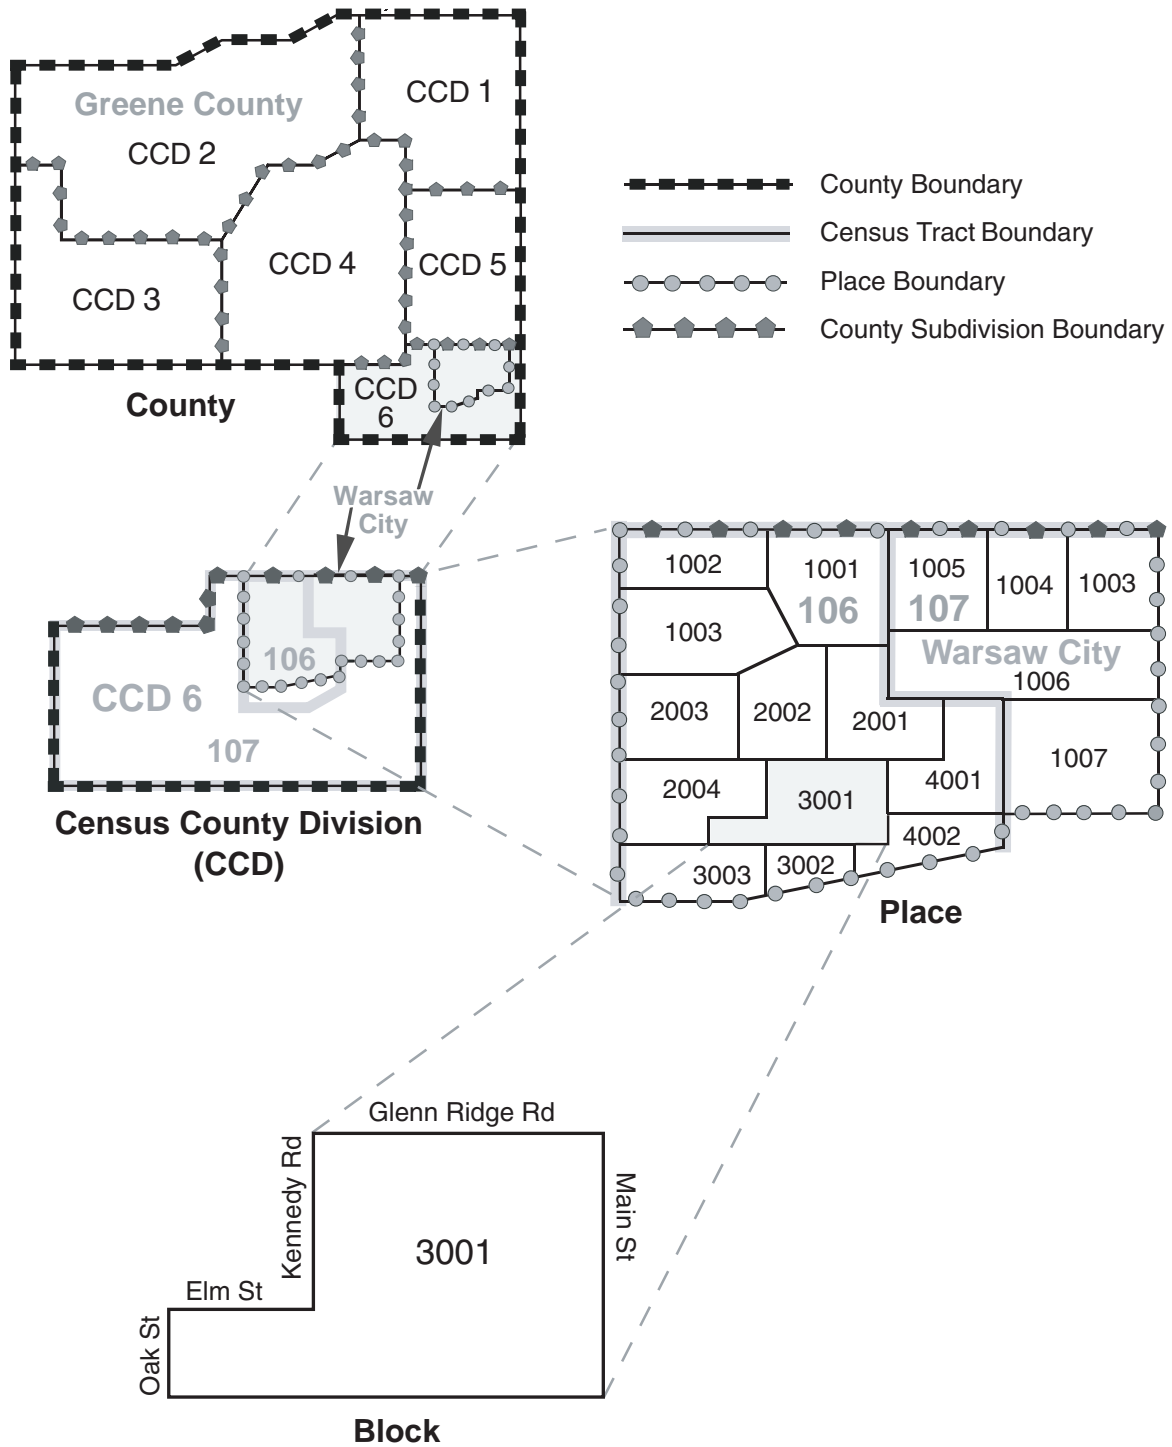 CCD 1
Greene County
CCD 2
CCD 4
CCD 5
CCD 3
CCD
6
County
County Boundary
Census Tract Boundary
Place Boundary
County Subdivision Boundary
Warsaw
City
106
CCD 6
107
Census County Division
(CCD)
1002
1001
1005
1004
1003
106
107
1003
Warsaw City
1006
2003
2002
2001
1007
2004
3001
4001
4002
3003
3002
Place
Glenn Ridge Rd
Kennedy Rd
Main St
3001
Elm St
Oak St
Block